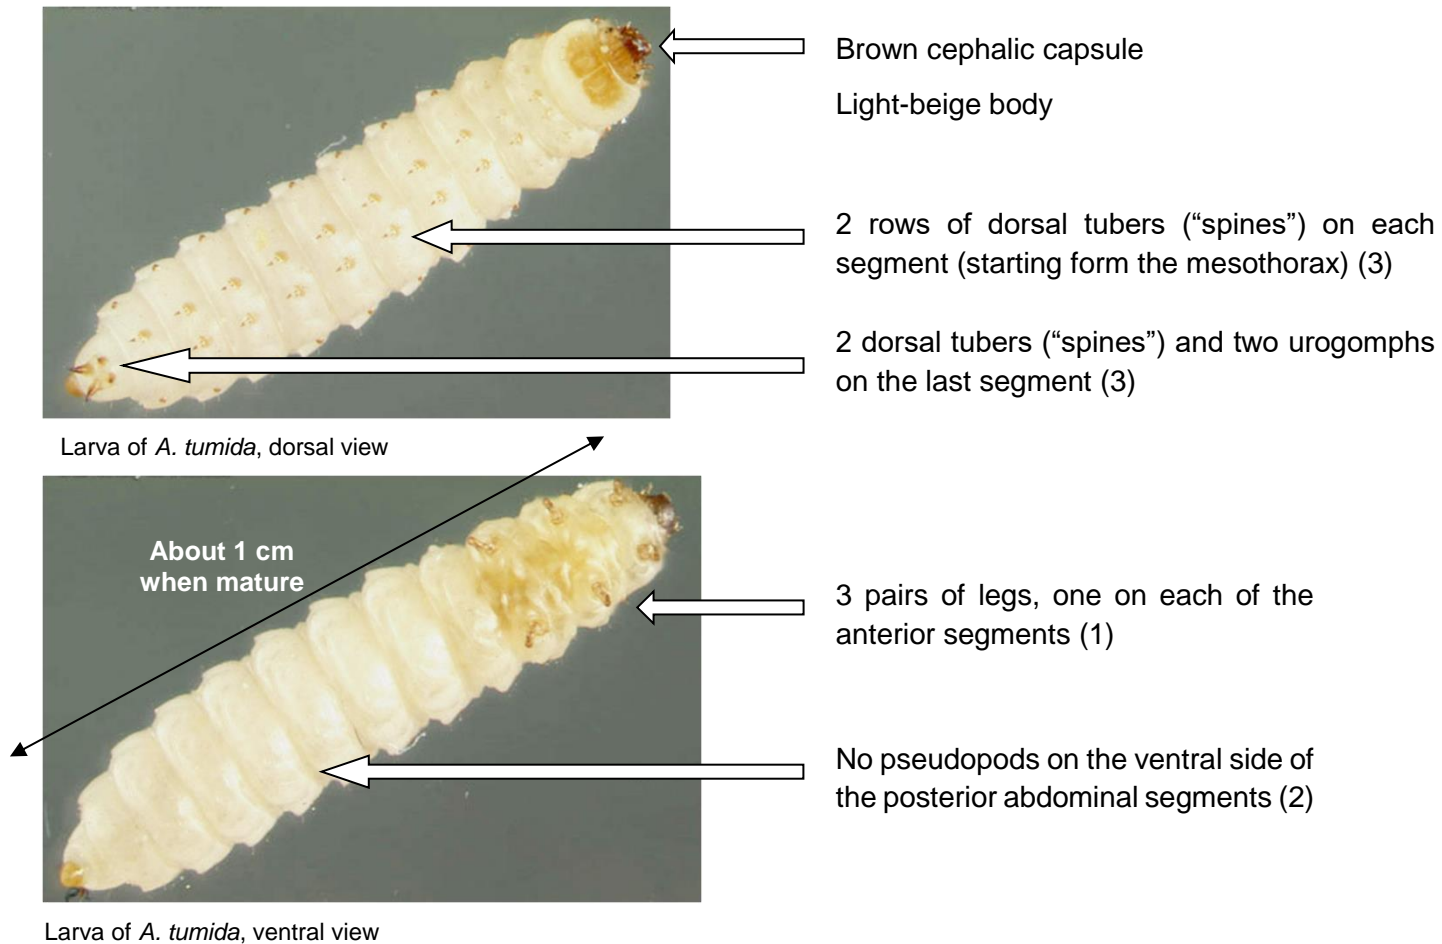 Brown cephalic capsule
Light-beige body
2 rows of dorsal tubers (“spines”) on each
segment (starting form the mesothorax) (3)
2 dorsal tubers (“spines”) and two urogomphs
on the last segment (3)
Larva of A. tumida, dorsal view
About 1 cm
when mature
3 pairs of legs, one on each of the
anterior segments (1)
No pseudopods on the ventral side of
the posterior abdominal segments (2)
Larva of A. tumida, ventral view